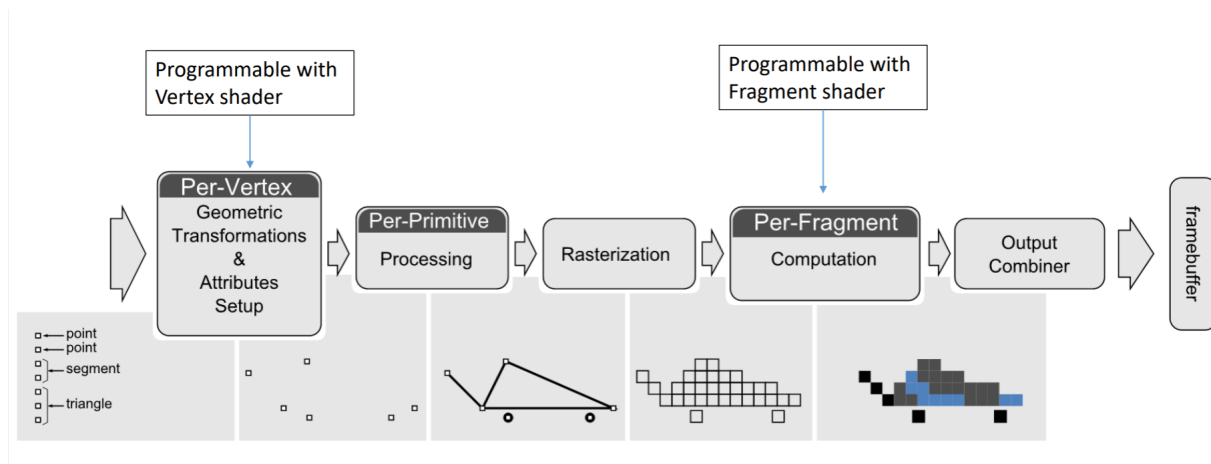 Programmable with
Vertex shader
Programmable with
Fragment shader
Per-Vertex
Geometric
Transformations
&
Attributes
Setup
Per-Primitive
Processing
Rasterization
Per-Fragment
Computation
Output
Combiner
framebuffer
point
point
segment
triangle